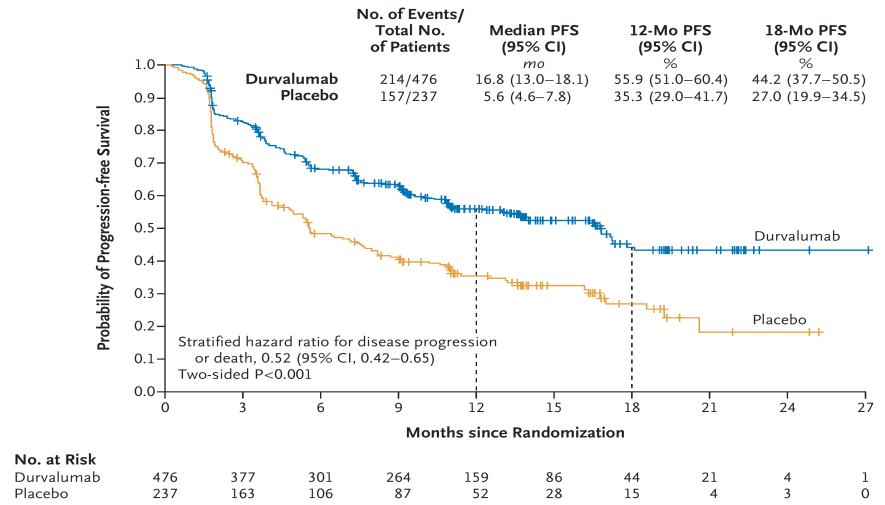 No. of Events/
Total No.
of Patients
Median PFS
(95% CI)
12-Mo PFS
(95% CI)
18-Mo PFS
(95% CI)
mo % %
Durvalumab 214/476 16.8 (13.0–18.1) 55.9 (51.0–60.4) 44.2 (37.7–50.5)
Placebo 157/237 5.6 (4.6–7.8) 35.3 (29.0–41.7) 27.0 (19.9–34.5)
Probability of Progression-free Survival
1.0
0.9
0.8
0.7
0.6
0.5
0.4
0.3
0.2
0.1
0.0
Durvalumab
Placebo
Stratified hazard ratio for disease progression
or death, 0.52 (95% CI, 0.42–0.65)
Two-sided P<0.001
0 3 6 9 12 15 18 21 24 27
Months since Randomization
No. at Risk
Durvalumab 476 377 301 264 159 86 44 21 4 1
Placebo 237 163 106 87 52 28 15 4 3 0